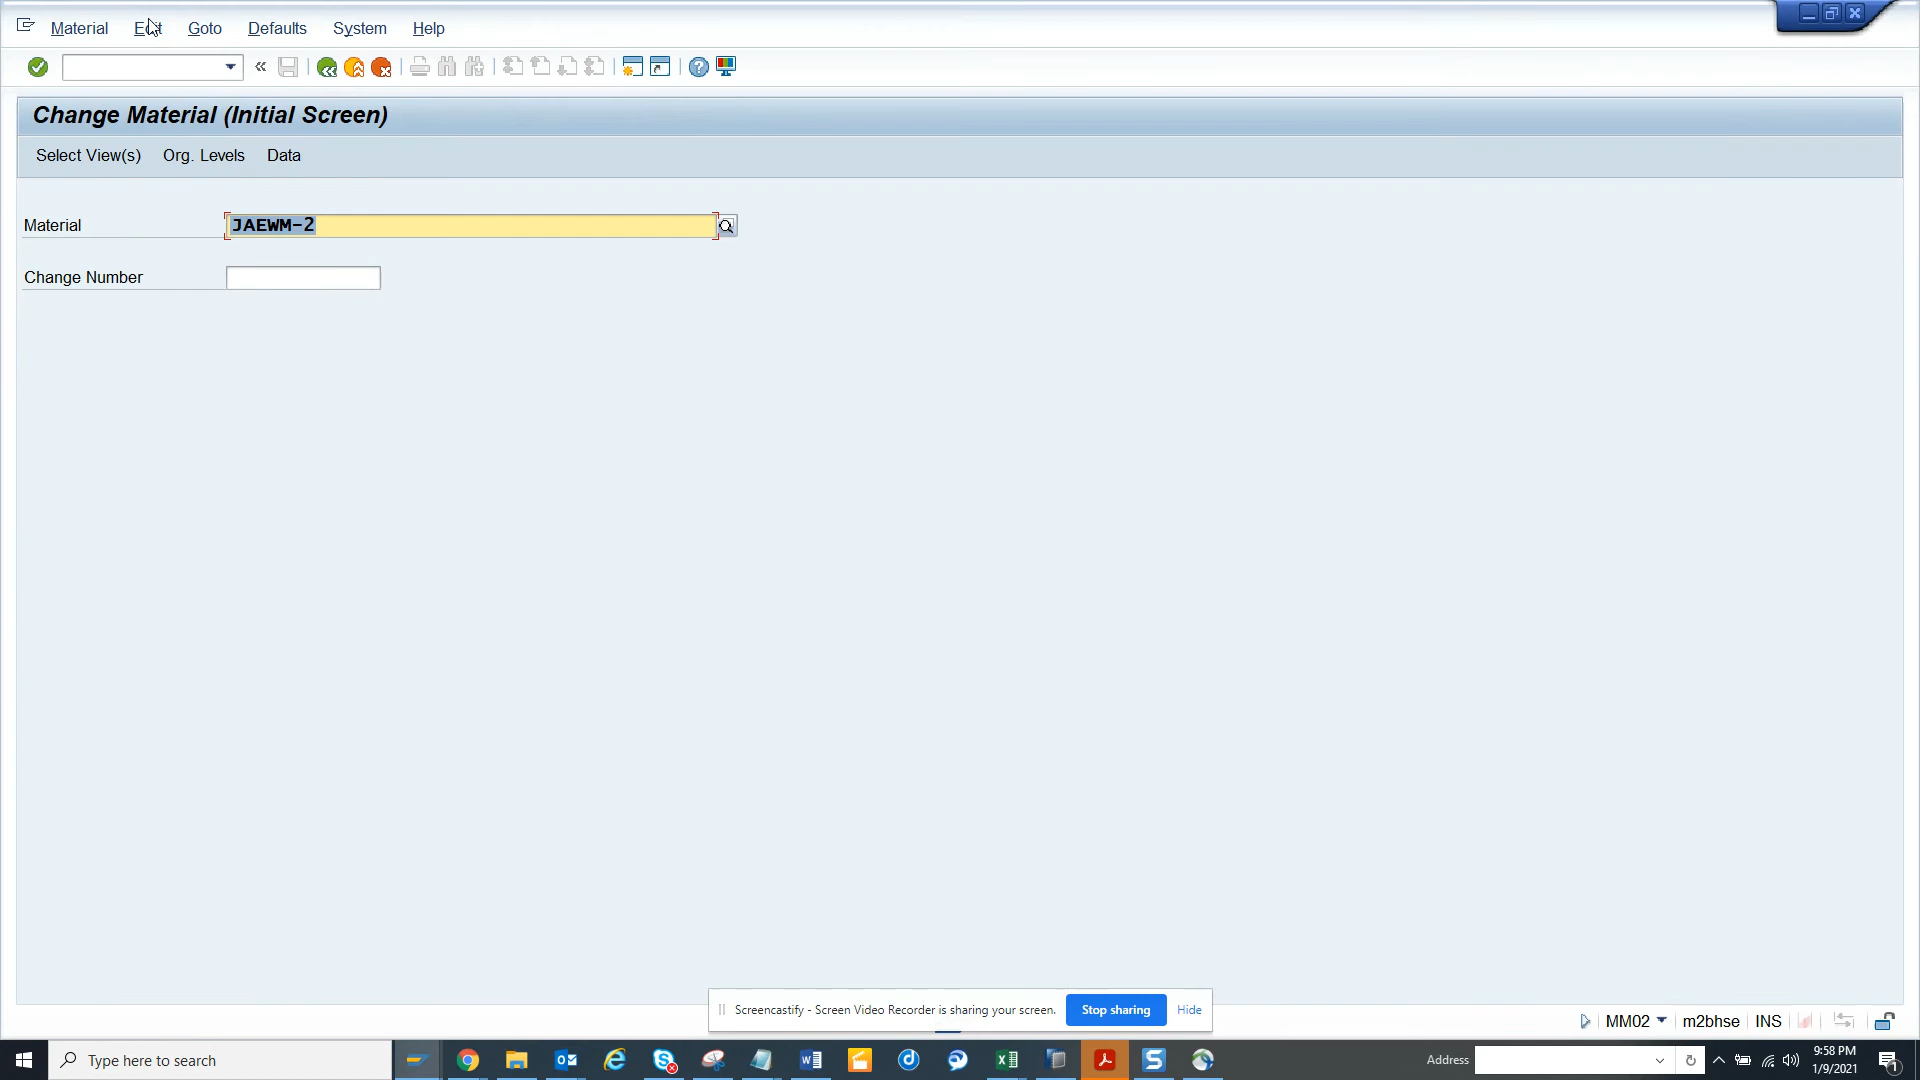 Material Edit Goto Defaults System Help
Change Material (Initial Screen)
Select View(s) Org. Levels Data
Material JAEWM-2
Change Number
Screencastify - Screen Video Recorder is sharing your screen. Stop sharing Hide
MM02 m2bhse INS
Type here to search
Address
9:58 PM
1/9/2021
1